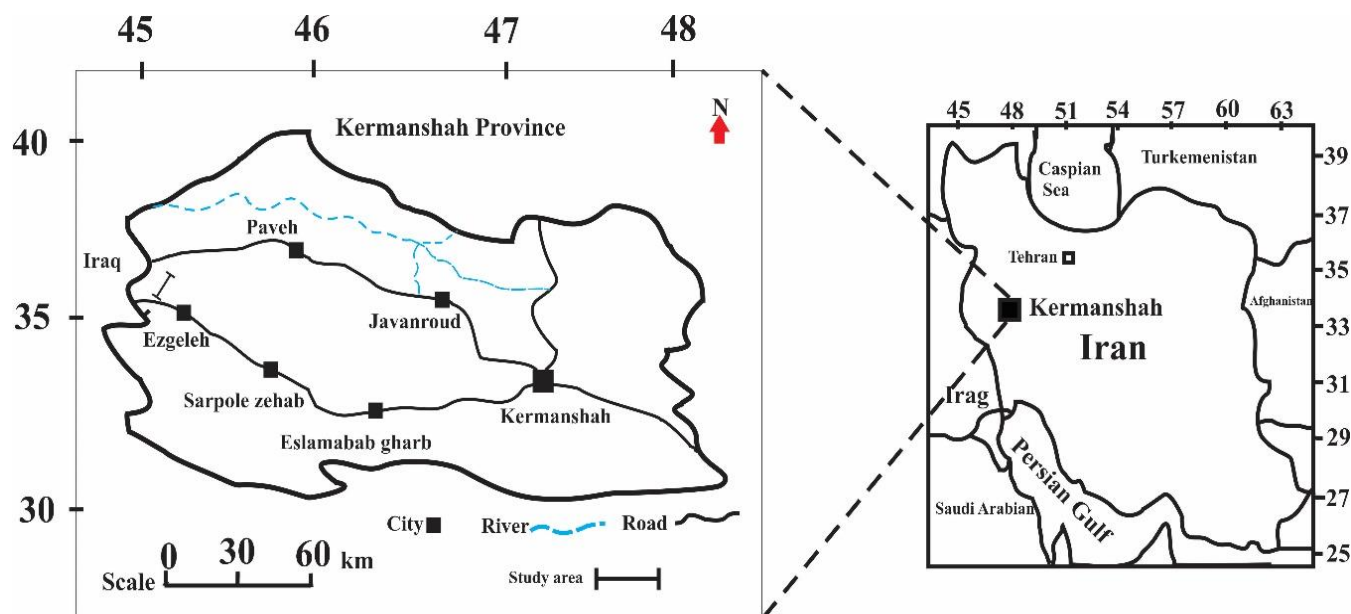 45 46 47 48
N
Kermanshah Province
40
Paveh
Iraq
35
Javanroud
Ezgeleh
Sarpole zehab
Kermanshah
Eslamabab gharb
30
City River Road
0 30 60 km
Scale
Study area
45 48 51 54 57 60 63
39
Caspian
Sea
Turkemenistan
37
Tehran
35
Afghanistan
Kermanshah
33
Iran
31
Irag
29
Persian Gulf
27
Saudi Arabian
25